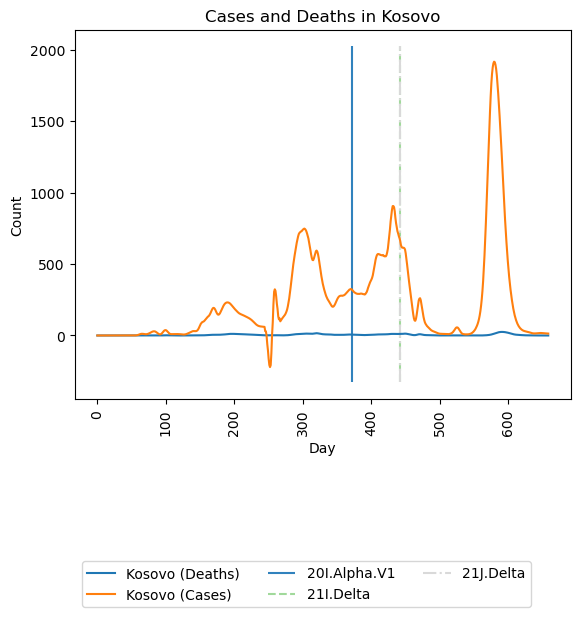 Cases and Deaths in Kosovo
2000
1500
1000
500
0
Count
0 100 200 300 400 500 600
Day
Kosovo (Deaths) 20I.Alpha.V1 21J.Delta
Kosovo (Cases) 21I.Delta